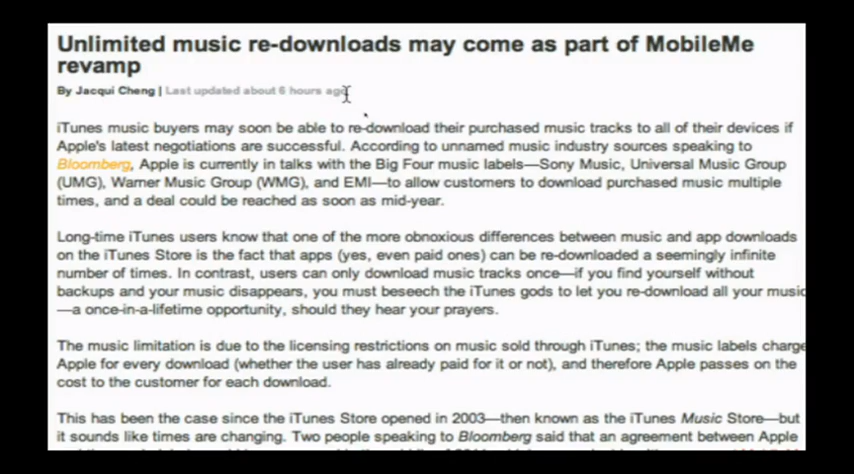 Unlimited music re-downloads may come as part of MobileMe
revamp
By Jacqui Cheng | Last updated about 6 hours ago
iTunes music buyers may soon be able to re-download their purchased music tracks to all of their devices if
Apple's latest negotiations are successful. According to unnamed music industry sources speaking to
Bloomberg, Apple is currently in talks with the Big Four music labels—Sony Music, Universal Music Group
(UMG), Warner Music Group (WMG), and EMI—to allow customers to download purchased music multiple
times, and a deal could be reached as soon as mid-year.
Long-time iTunes users know that one of the more obnoxious differences between music and app downloads
on the iTunes Store is the fact that apps (yes, even paid ones) can be re-downloaded a seemingly infinite
number of times. In contrast, users can only download music tracks once—if you find yourself without
backups and your music disappears, you must beseech the iTunes gods to let you re-download all your music
—a once-in-a-lifetime opportunity, should they hear your prayers.
The music limitation is due to the licensing restrictions on music sold through iTunes; the music labels charge
Apple for every download (whether the user has already paid for it or not), and therefore Apple passes on the
cost to the customer for each download.
This has been the case since the iTunes Store opened in 2003—then known as the iTunes Music Store—but
it sounds like times are changing. Two people speaking to Bloomberg said that an agreement between Apple